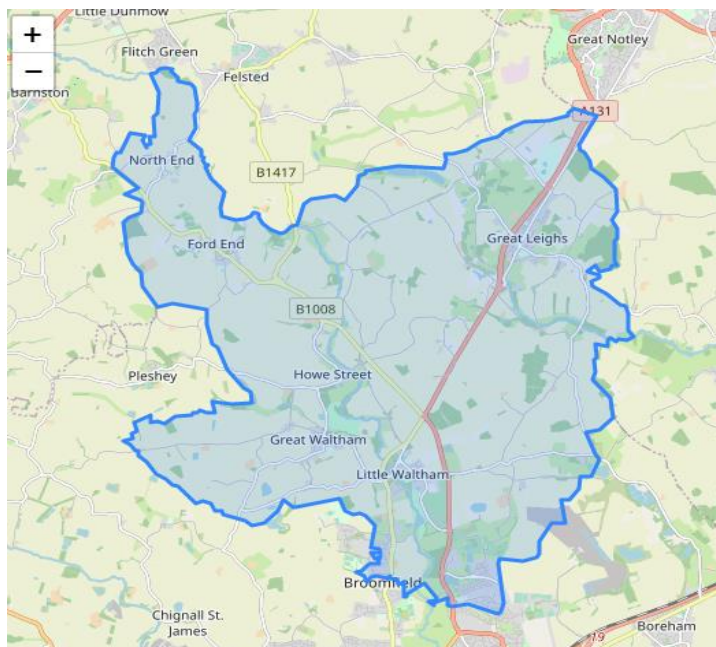 Little Dunmow
+
Flitch Green
Great Notley
−
Felsted
Barnston
A131
North End
B1417
Ford End
Great Leighs
B1008
Howe Street
Pleshey
Great Waltham
Little Waltham
Broomfield
Chignall St.
James
19
Boreham